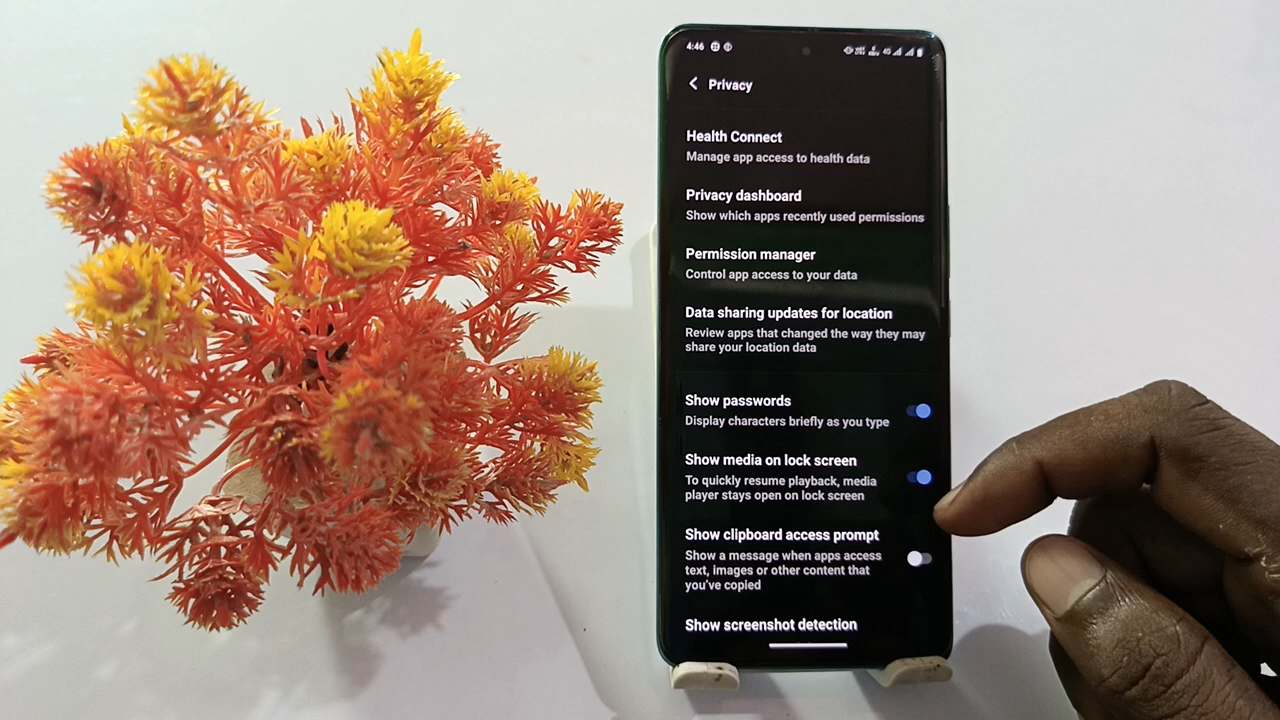 4:46
4G
Privacy
Health Connect
Manage app access to health data
Privacy dashboard
Show which apps recently used permissions
Permission manager
Control app access to your data
Data sharing updates for location
Review apps that changed the way they may
share your location data
Show passwords
Display characters briefly as you type
Show media on lock screen
To quickly resume playback, media
player stays open on lock screen
Show clipboard access prompt
Show a message when apps access
text, images or other content that
you've copied
Show screenshot detection